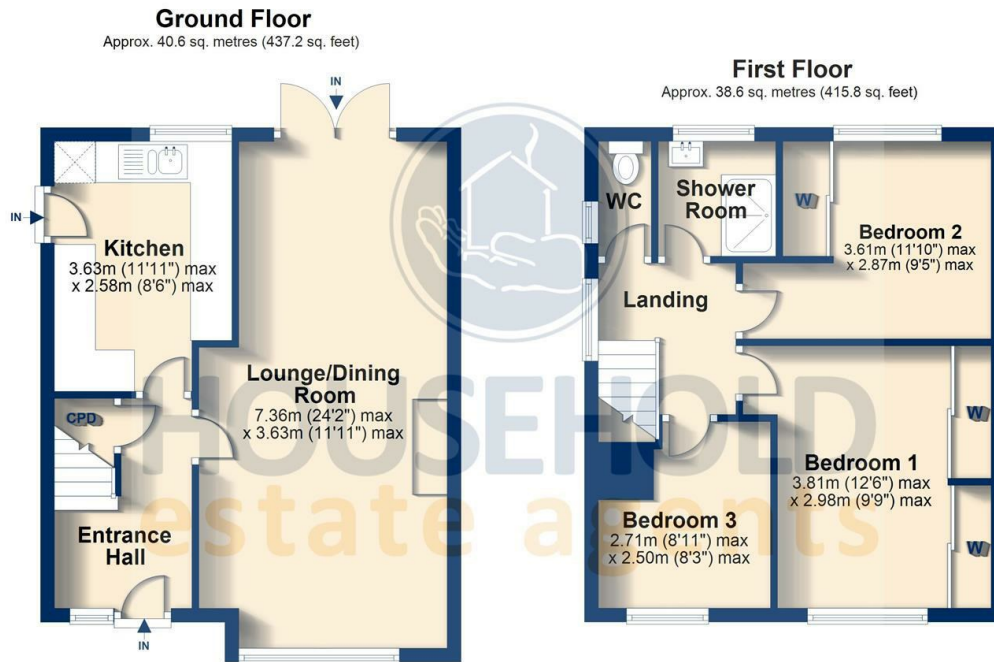 Ground Floor
Approx. 40.6 sq. metres (437.2 sq. feet)
IN
IN
Kitchen
3.63m (11'11") max
x 2.58m (8'6") max
Lounge/Dining
Room
7.36m (24'2") max
x 3.63m (11'11") max
CPD
Entrance
Hall
IN
First Floor
Approx. 38.6 sq. metres (415.8 sq. feet)
WC
Shower
Room
W
Bedroom 2
3.61m (11'10") max
x 2.87m (9'5") max
Landing
W
Bedroom 1
3.81m (12'6") max
x 2.98m (9'9") max
Bedroom 3
2.71m (8'11") max
x 2.50m (8'3") max
W
HOUSEHOLD
estate agents